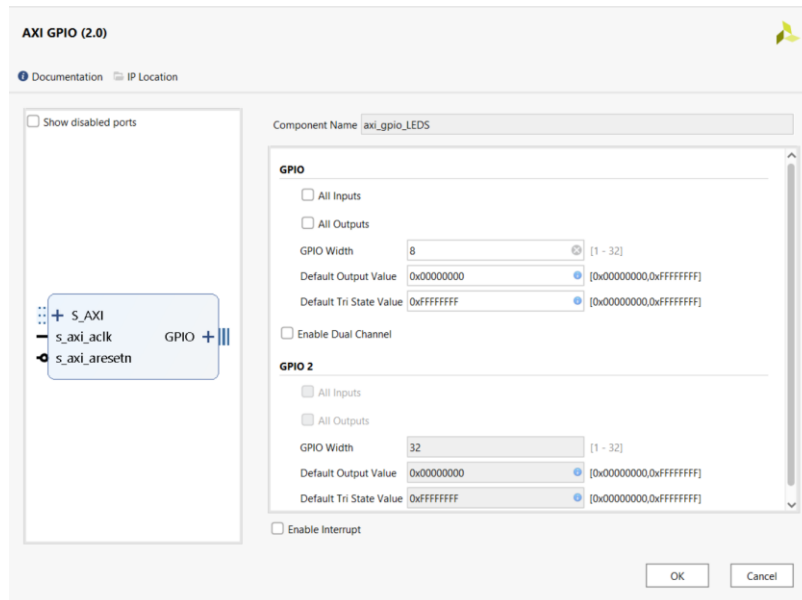 AXI GPIO (2.0)
Documentation IP Location
Show disabled ports
S_AXI
s_axi_aclk
s_axi_aresetn
GPIO
Component Name axi_gpio_LEDS
GPIO
All Inputs
All Outputs
GPIO Width 8 [1 - 32]
Default Output Value 0x00000000 [0x00000000,0xFFFFFFFF]
Default Tri State Value 0xFFFFFFFF [0x00000000,0xFFFFFFFF]
Enable Dual Channel
GPIO 2
All Inputs
All Outputs
GPIO Width 32 [1 - 32]
Default Output Value 0x00000000 [0x00000000,0xFFFFFFFF]
Default Tri State Value 0xFFFFFFFF [0x00000000,0xFFFFFFFF]
Enable Interrupt
OK Cancel